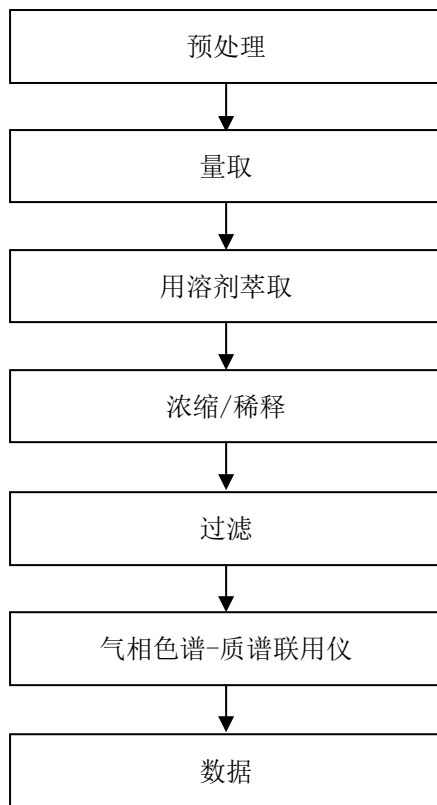 预处理
量取
用溶剂萃取
浓缩/稀释
过滤
气相色谱-质谱联用仪
数据